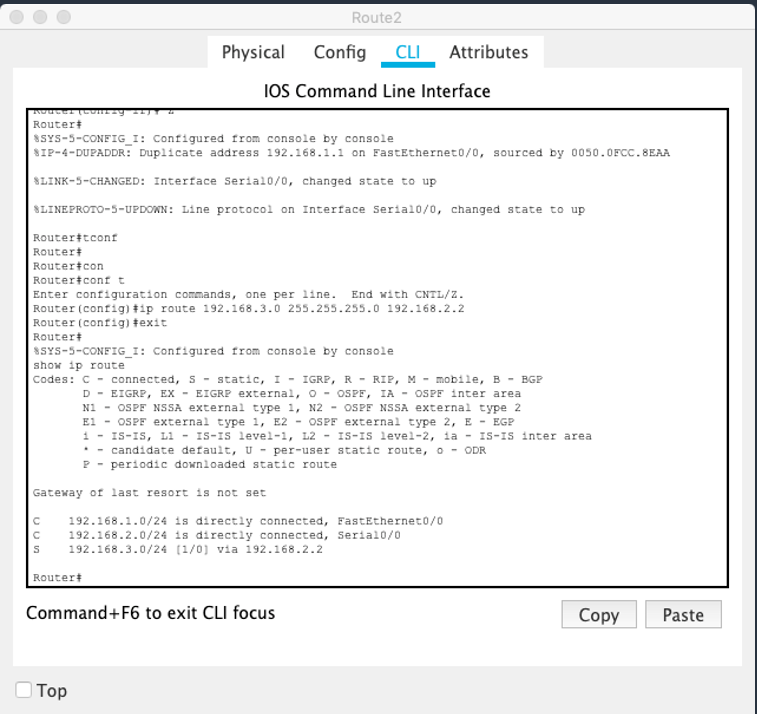 Route2
Physical Config CLI Attributes
IOS Command Line Interface
Router#
%SYS-5-CONFIG_I: Configured from console by console
%IP-4-DUPADDR: Duplicate address 192.168.1.1 on FastEthernet0/0, sourced by 0050.0FCC.8EAA
%LINK-5-CHANGED: Interface Serial0/0, changed state to up
%LINEPROTO-5-UPDOWN: Line protocol on Interface Serial0/0, changed state to up
Router#tconf
Router#
Router#con
Router#conf t
Enter configuration commands, one per line. End with CNTL/Z.
Router(config)#ip route 192.168.3.0 255.255.255.0 192.168.2.2
Router(config)#exit
Router#
%SYS-5-CONFIG_I: Configured from console by console
show ip route
Codes: C - connected, S - static, I - IGRP, R - RIP, M - mobile, B - BGP
D - EIGRP, EX - EIGRP external, O - OSPF, IA - OSPF inter area
N1 - OSPF NSSA external type 1, N2 - OSPF NSSA external type 2
E1 - OSPF external type 1, E2 - OSPF external type 2, E - EGP
i - IS-IS, L1 - IS-IS level-1, L2 - IS-IS level-2, ia - IS-IS inter area
* - candidate default, U - per-user static route, o - ODR
P - periodic downloaded static route
Gateway of last resort is not set
C 192.168.1.0/24 is directly connected, FastEthernet0/0
C 192.168.2.0/24 is directly connected, Serial0/0
S 192.168.3.0/24 [1/0] via 192.168.2.2
Router#
Command+F6 to exit CLI focus
Copy Paste
Top